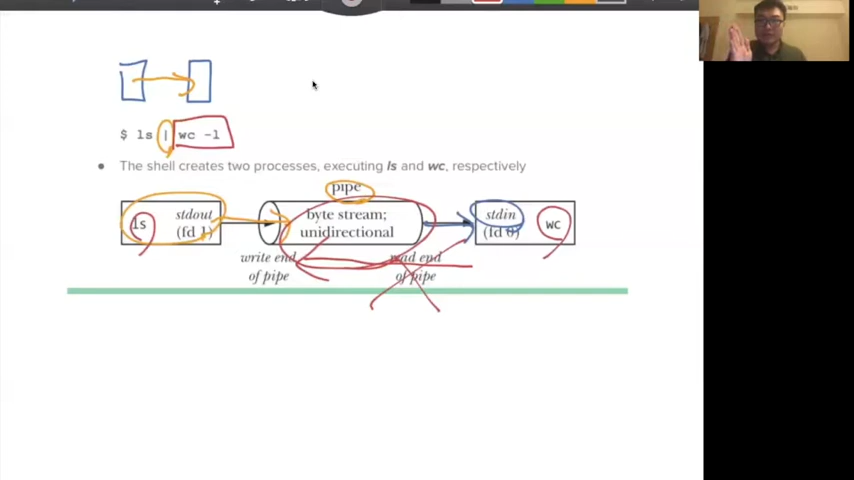 $ ls | wc -l
● The shell creates two processes, executing ls and wc, respectively
pipe
ls stdout (fd 1)
byte stream; unidirectional
stdin (fd 0) wc
write end of pipe
read end of pipe